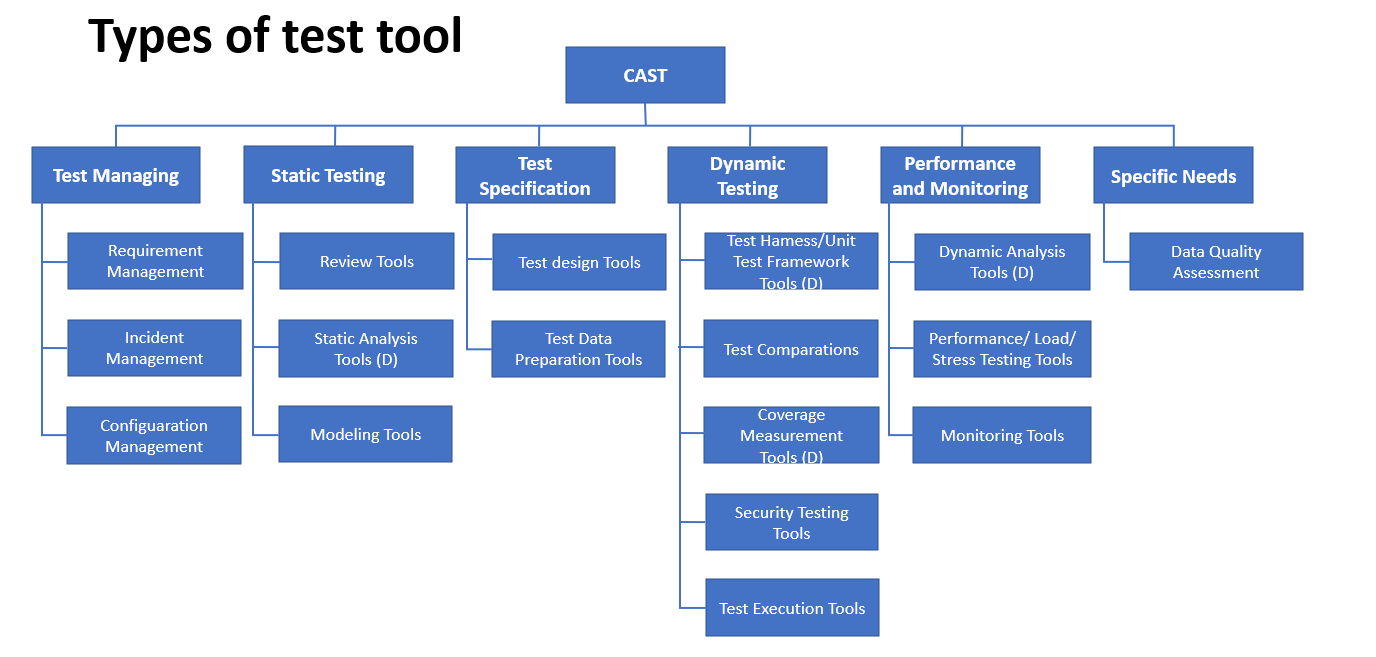 Types of test tool
CAST
Test Managing
Static Testing
Test
Specification
Dynamic
Testing
Performance
and Monitoring
Specific Needs
Requirement
Management
Incident
Management
Configuaration
Management
Review Tools
Static Analysis
Tools (D)
Modeling Tools
Test design Tools
Test Data
Preparation Tools
Test Hamess/Unit
Test Framework
Tools (D)
Test Comparations
Coverage
Measurement
Tools (D)
Security Testing
Tools
Test Execution Tools
Dynamic Analysis
Tools (D)
Performance/ Load/
Stress Testing Tools
Monitoring Tools
Data Quality
Assessment